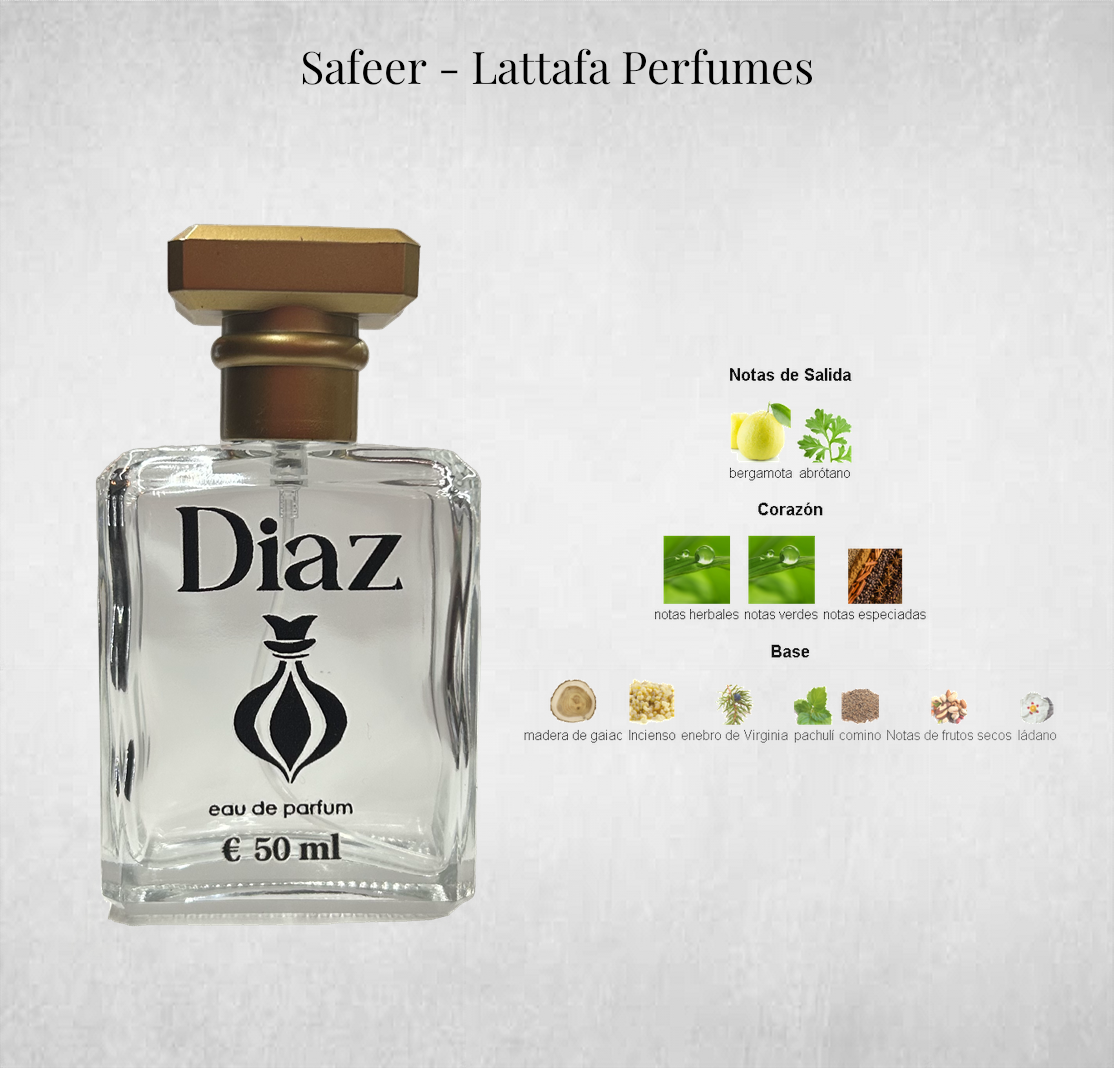 Safeer - Lattafa Perfumes
Diaz
eau de parfum
€ 50 ml
Notas de Salida
bergamota abrótano
Corazón
notas herbales notas verdes notas especiadas
Base
madera de gaiac Incienso enebro de Virginia pachulí comino Notas de frutos secos ládano